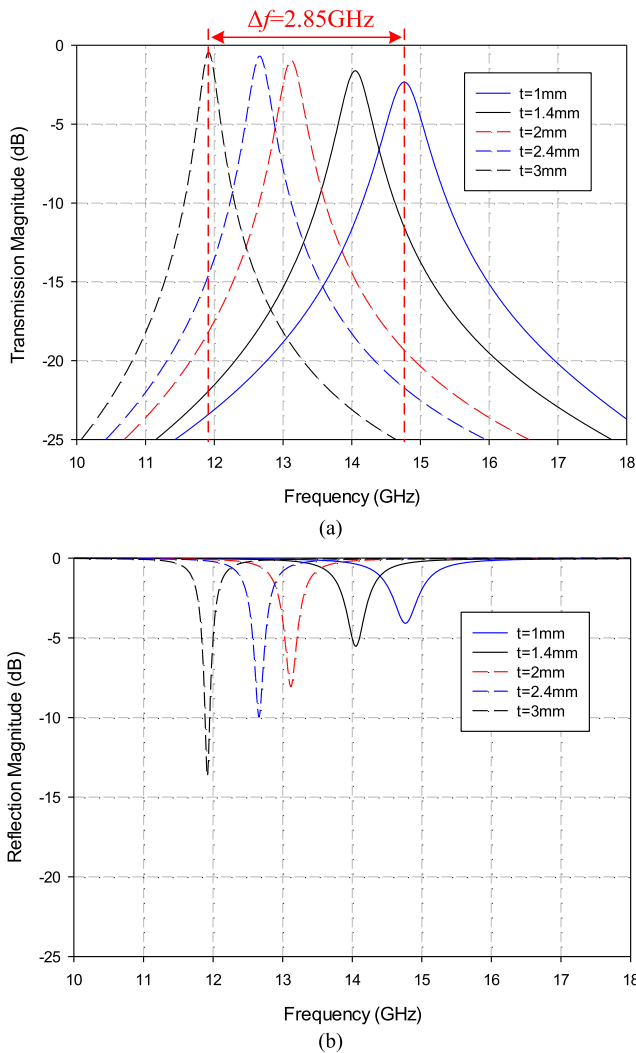 Δf=2.85GHz
0
-5
-10
-15
-20
-25
Transmission Magnitude (dB)
t=1mm
t=1.4mm
t=2mm
t=2.4mm
t=3mm
10 11 12 13 14 15 16 17 18
Frequency (GHz)
(a)
0
-5
-10
-15
-20
-25
Reflection Magnitude (dB)
t=1mm
t=1.4mm
t=2mm
t=2.4mm
t=3mm
10 11 12 13 14 15 16 17 18
Frequency (GHz)
(b)